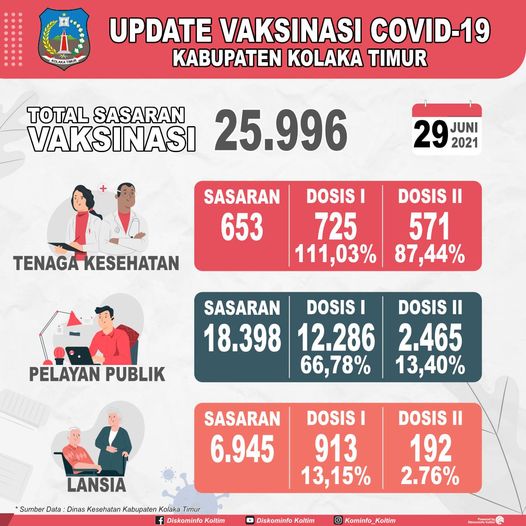 UPDATE VAKSINASI COVID-19
KABUPATEN KOLAKA TIMUR
KOLAKA TIMUR
TOTAL SASARAN
VAKSINASI
25.996
29 JUNI
2021
SASARAN DOSIS I DOSIS II
653 725 571
111,03% 87,44%
TENAGA KESEHATAN
SASARAN DOSIS I DOSIS II
18.398 12.286 2.465
66,78% 13,40%
PELAYAN PUBLIK
SASARAN DOSIS I DOSIS II
6.945 913 192
13,15% 2.76%
LANSIA
* Sumber Data : Dinas Kesehatan Kabupaten Kolaka Timur
Diskominfo Koltim Diskominfo Koltim Kominfo_Koltim